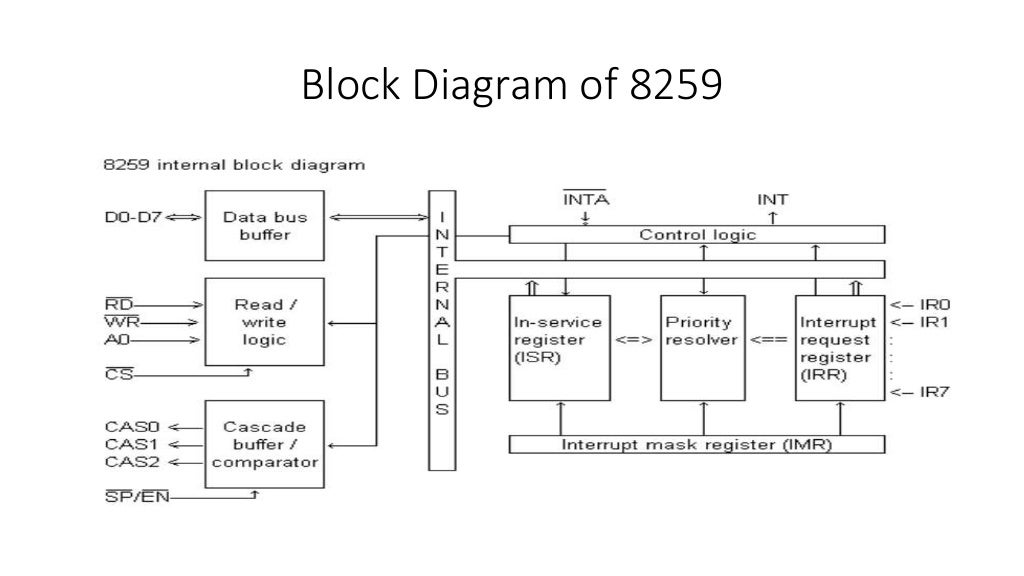 Block Diagram of 8259
8259 internal block diagram
D0-D7
Data bus
buffer
RD
WR
A0
CS
Read /
write
logic
CAS0
CAS1
CAS2
SP/EN
Cascade
buffer /
comparator
INTERNAL BUS
INTA
INT
Control logic
In-service
register
(ISR)
<=>
Priority
resolver
<==
Interrupt
request
register
(IRR)
<- IR0
<- IR1
:
:
:
<- IR7
Interrupt mask register (IMR)